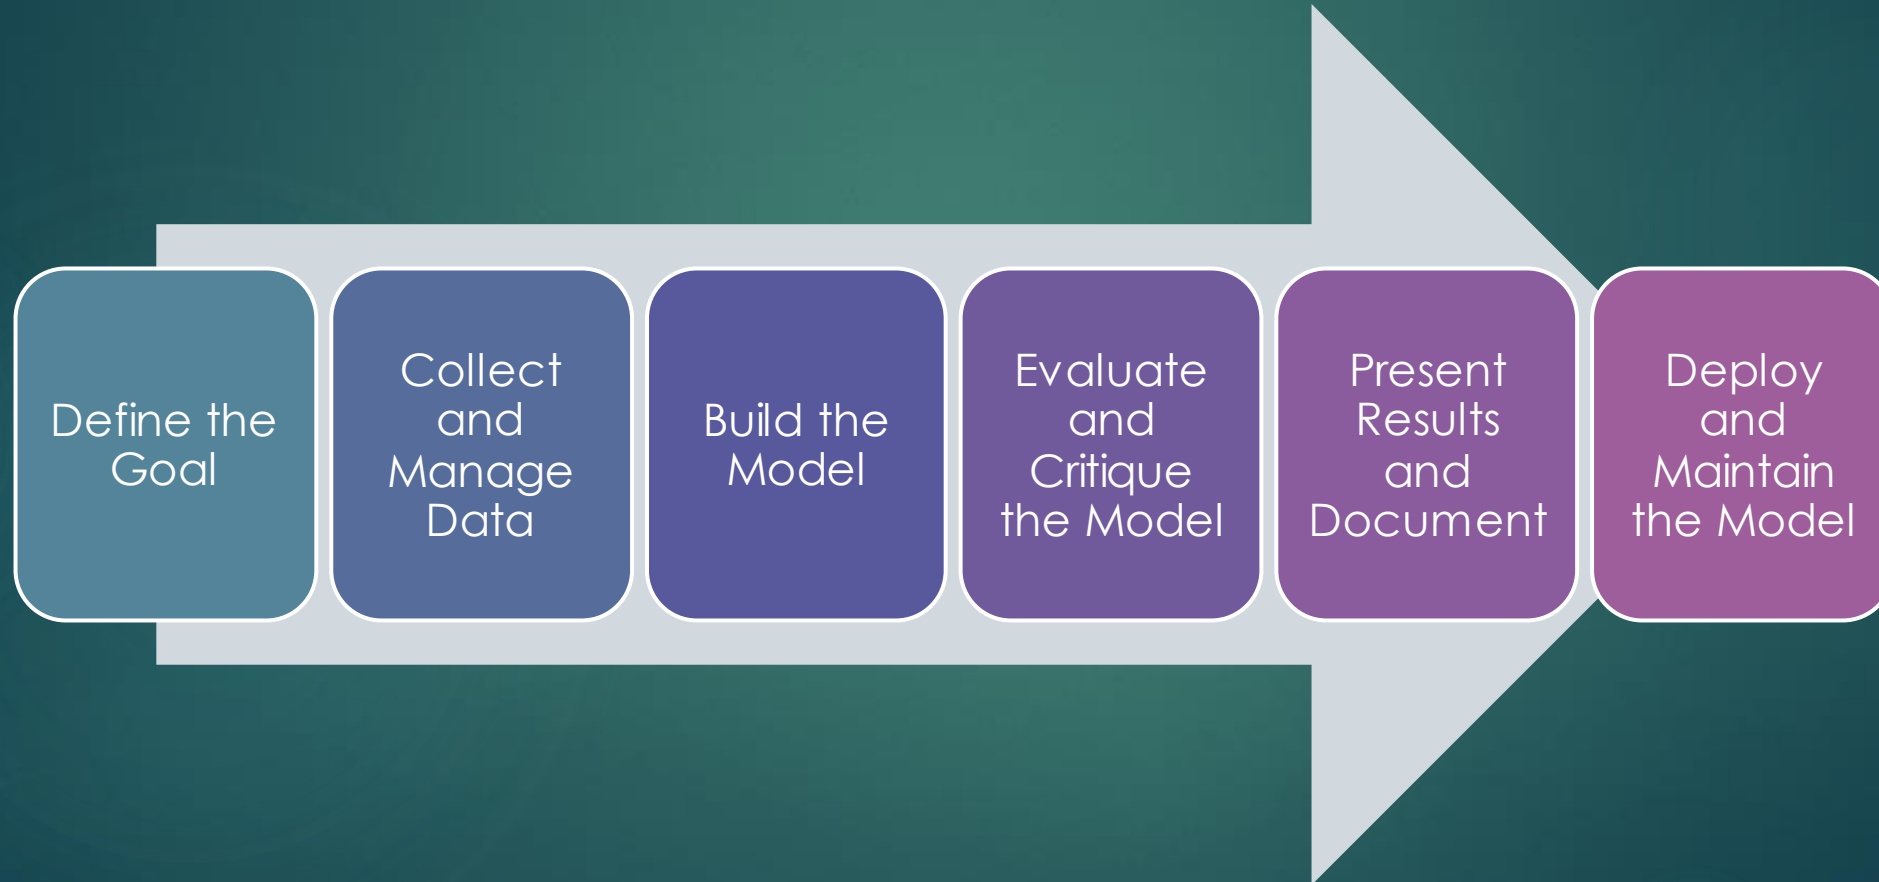 Define the
Goal
Collect
and
Manage
Data
Build the
Model
Evaluate
and
Critique
the Model
Present
Results
and
Document
Deploy
and
Maintain
the Model